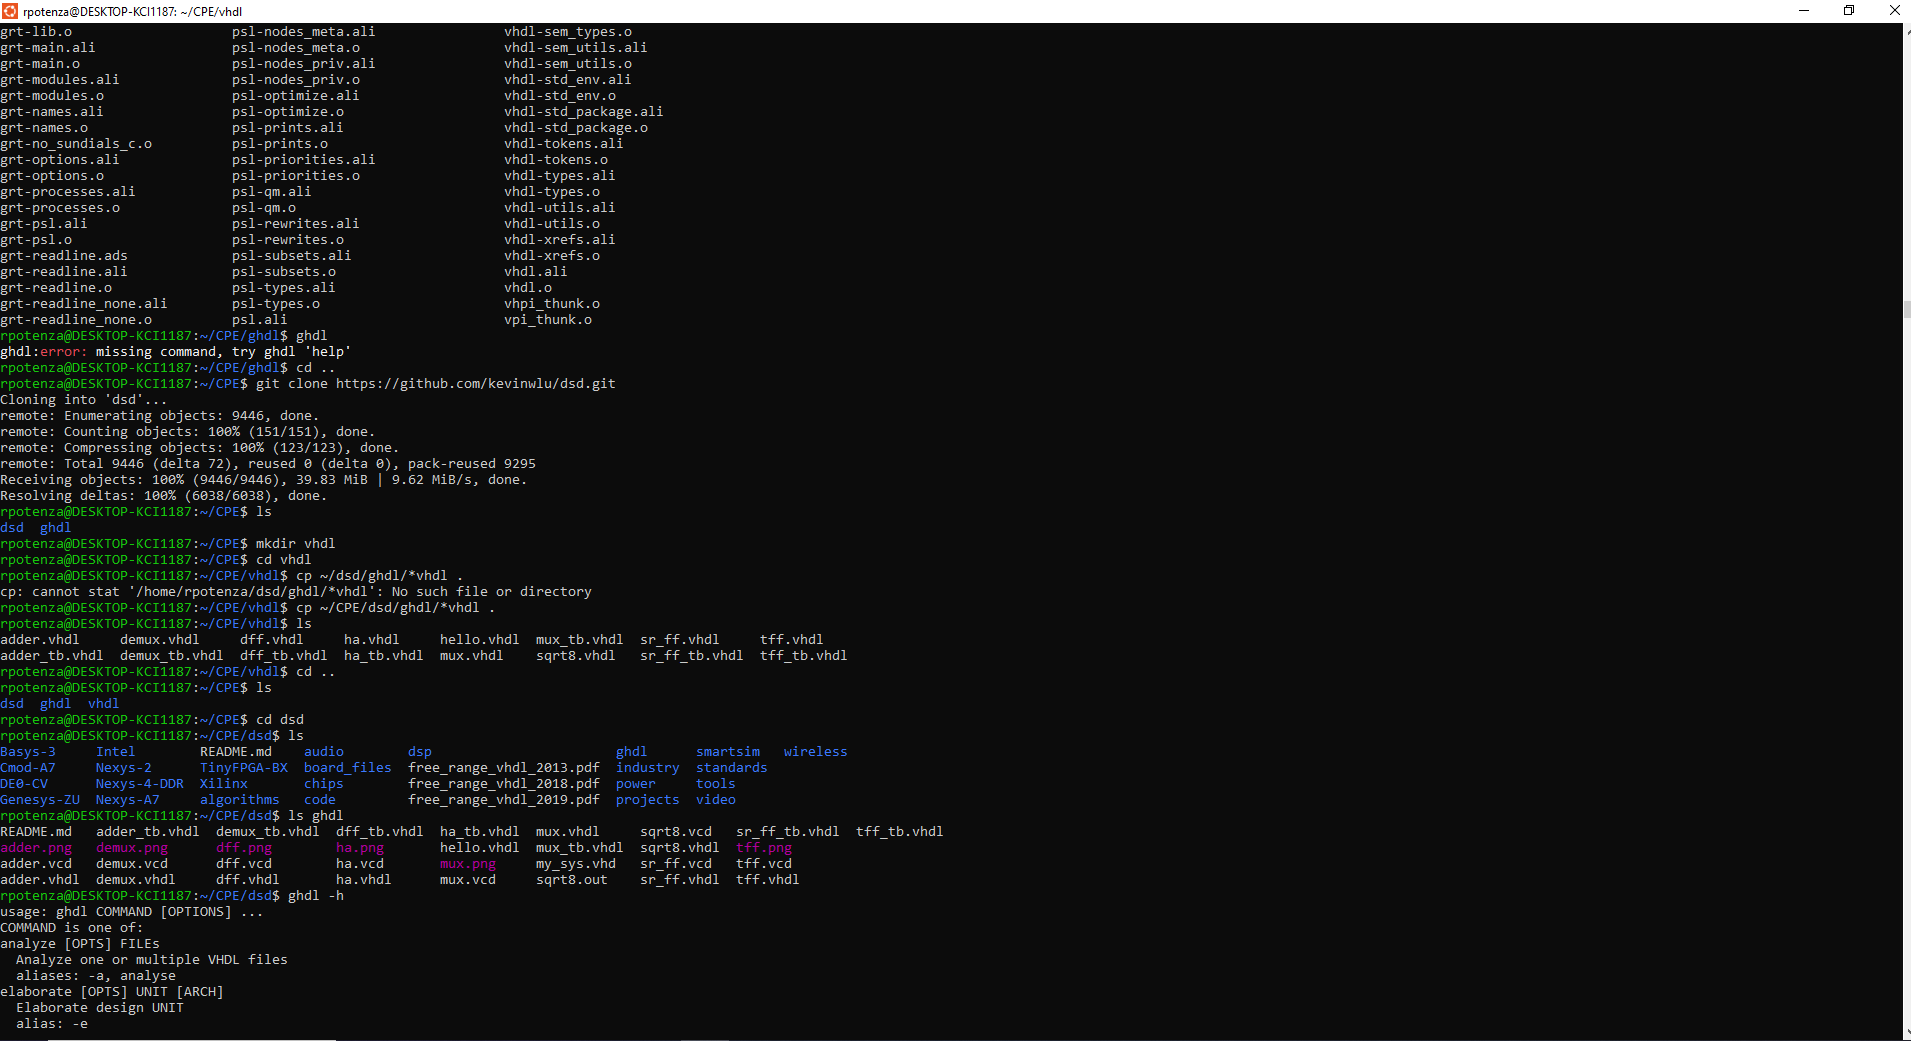 rpotenza@DESKTOP-KCI1187: ~/CPE/vhdl
grt-lib.o psl-nodes_meta.ali vhdl-sem_types.o
grt-main.ali psl-nodes_meta.o vhdl-sem_utils.ali
grt-main.o psl-nodes_priv.ali vhdl-sem_utils.o
grt-modules.ali psl-nodes_priv.o vhdl-std_env.ali
grt-modules.o psl-optimize.ali vhdl-std_env.o
grt-names.ali psl-optimize.o vhdl-std_package.ali
grt-names.o psl-prints.ali vhdl-std_package.o
grt-no_sundials_c.o psl-prints.o vhdl-tokens.ali
grt-options.ali psl-priorities.ali vhdl-tokens.o
grt-options.o psl-priorities.o vhdl-types.ali
grt-processes.ali psl-qm.ali vhdl-types.o
grt-processes.o psl-qm.o vhdl-utils.ali
grt-psl.ali psl-rewrites.ali vhdl-utils.o
grt-psl.o psl-rewrites.o vhdl-xrefs.ali
grt-readline.ads psl-subsets.ali vhdl-xrefs.o
grt-readline.ali psl-subsets.o vhdl.ali
grt-readline.o psl-types.ali vhdl.o
grt-readline_none.ali psl-types.o vhpi_thunk.o
grt-readline_none.o psl.ali vpi_thunk.o
rpotenza@DESKTOP-KCI1187:~/CPE/ghdl$ ghdl
ghdl:error: missing command, try ghdl 'help'
rpotenza@DESKTOP-KCI1187:~/CPE/ghdl$ cd ..
rpotenza@DESKTOP-KCI1187:~/CPE$ git clone https://github.com/kevinwlu/dsd.git
Cloning into 'dsd'...
remote: Enumerating objects: 9446, done.
remote: Counting objects: 100% (151/151), done.
remote: Compressing objects: 100% (123/123), done.
remote: Total 9446 (delta 72), reused 0 (delta 0), pack-reused 9295
Receiving objects: 100% (9446/9446), 39.83 MiB | 9.62 MiB/s, done.
Resolving deltas: 100% (6038/6038), done.
rpotenza@DESKTOP-KCI1187:~/CPE$ ls
dsd ghdl
rpotenza@DESKTOP-KCI1187:~/CPE$ mkdir vhdl
rpotenza@DESKTOP-KCI1187:~/CPE$ cd vhdl
rpotenza@DESKTOP-KCI1187:~/CPE/vhdl$ cp ~/dsd/ghdl/*vhdl .
cp: cannot stat '/home/rpotenza/dsd/ghdl/*vhdl': No such file or directory
rpotenza@DESKTOP-KCI1187:~/CPE/vhdl$ cp ~/CPE/dsd/ghdl/*vhdl .
rpotenza@DESKTOP-KCI1187:~/CPE/vhdl$ ls
adder.vhdl demux.vhdl dff.vhdl ha.vhdl hello.vhdl mux_tb.vhdl sr_ff.vhdl tff.vhdl
adder_tb.vhdl demux_tb.vhdl dff_tb.vhdl ha_tb.vhdl mux.vhdl sqrt8.vhdl sr_ff_tb.vhdl tff_tb.vhdl
rpotenza@DESKTOP-KCI1187:~/CPE/vhdl$ cd ..
rpotenza@DESKTOP-KCI1187:~/CPE$ ls
dsd ghdl vhdl
rpotenza@DESKTOP-KCI1187:~/CPE$ cd dsd
rpotenza@DESKTOP-KCI1187:~/CPE/dsd$ ls
Basys-3 Intel README.md audio dsp ghdl smartsim wireless
Cmod-A7 Nexys-2 TinyFPGA-BX board_files free_range_vhdl_2013.pdf industry standards
DE0-CV Nexys-4-DDR Xilinx chips free_range_vhdl_2018.pdf power tools
Genesys-ZU Nexys-A7 algorithms code free_range_vhdl_2019.pdf projects video
rpotenza@DESKTOP-KCI1187:~/CPE/dsd$ ls ghdl
README.md adder_tb.vhdl demux_tb.vhdl dff_tb.vhdl ha_tb.vhdl mux.vhdl sqrt8.vcd sr_ff_tb.vhdl tff_tb.vhdl
adder.png demux.png dff.png ha.png hello.vhdl mux_tb.vhdl sqrt8.vhdl tff.png
adder.vcd demux.vcd dff.vcd ha.vcd mux.png my_sys.vhd sr_ff.vcd tff.vcd
adder.vhdl demux.vhdl dff.vhdl ha.vhdl mux.vcd sqrt8.out sr_ff.vhdl tff.vhdl
rpotenza@DESKTOP-KCI1187:~/CPE/dsd$ ghdl -h
usage: ghdl COMMAND [OPTIONS] ...
COMMAND is one of:
analyze [OPTS] FILEs
Analyze one or multiple VHDL files
aliases: -a, analyse
elaborate [OPTS] UNIT [ARCH]
Elaborate design UNIT
alias: -e